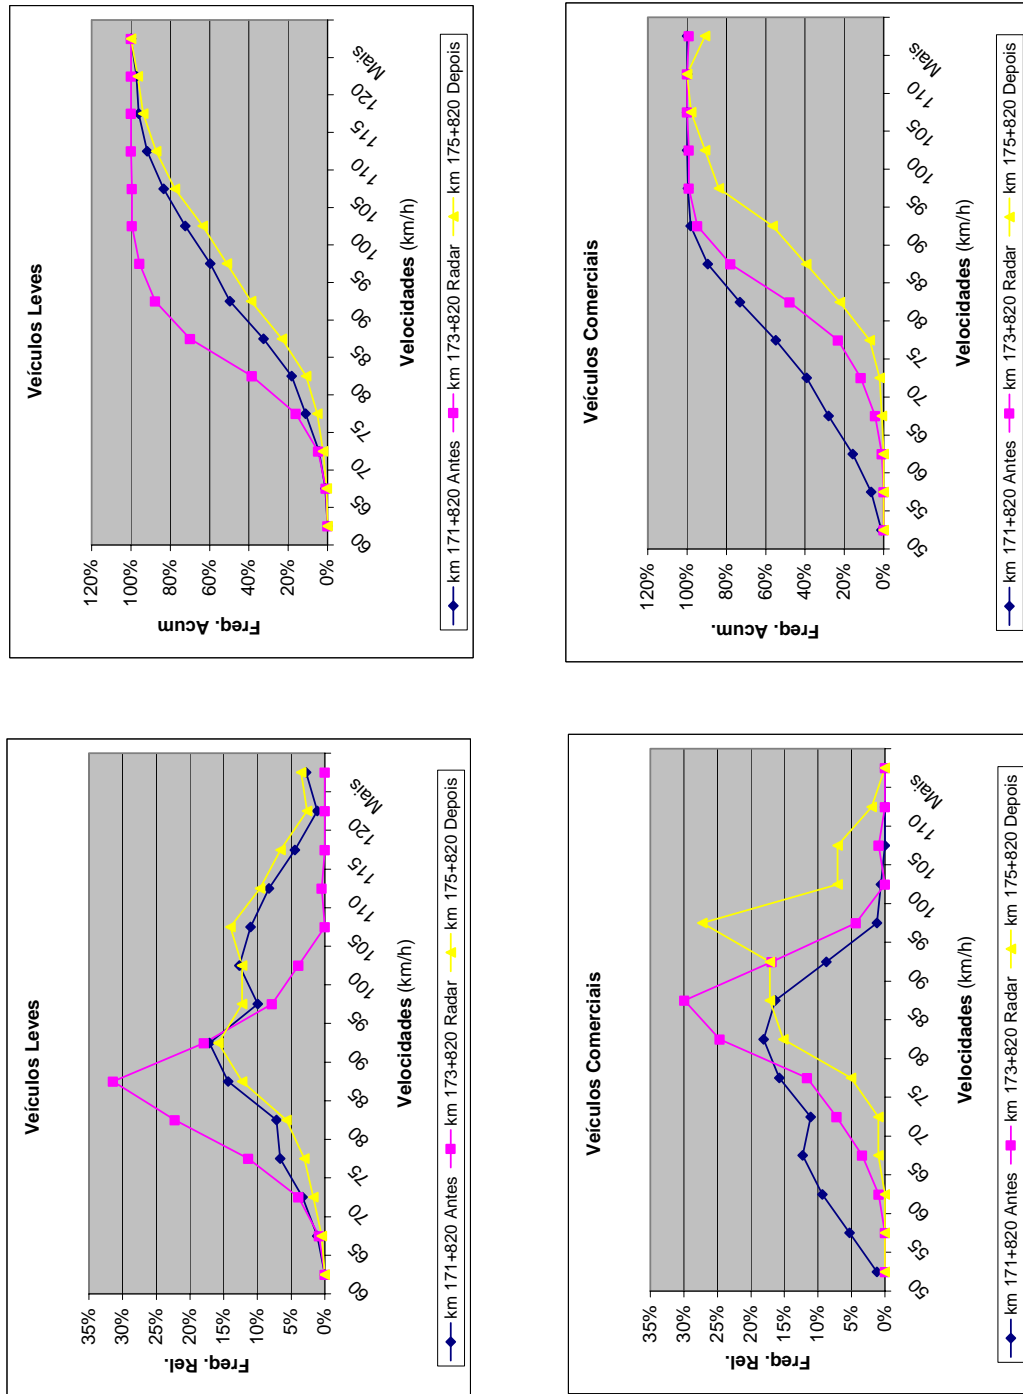 Veículos Leves
35%
30%
25%
20%
15%
10%
5%
0%
Freq. Rel.
60 65 70 75 80 85 90 95 100 105 110 115 120 Mais
Velocidades (km/h)
km 171+820 Antes km 173+820 Radar km 175+820 Depois
Veículos Leves
120%
100%
80%
60%
40%
20%
0%
Freq. Acum
60 65 70 75 80 85 90 95 100 105 110 115 120 Mais
Velocidades (km/h)
km 171+820 Antes km 173+820 Radar km 175+820 Depois
Veículos Comerciais
35%
30%
25%
20%
15%
10%
5%
0%
Freq. Rel.
50 55 60 65 70 75 80 85 90 95 100 105 110 Mais
Velocidades (km/h)
km 171+820 Antes km 173+820 Radar km 175+820 Depois
Veículos Comerciais
120%
100%
80%
60%
40%
20%
0%
Freq. Acum.
50 55 60 65 70 75 80 85 90 95 100 105 110 Mais
Velocidades (km/h)
km 171+820 Antes km 173+820 Radar km 175+820 Depois